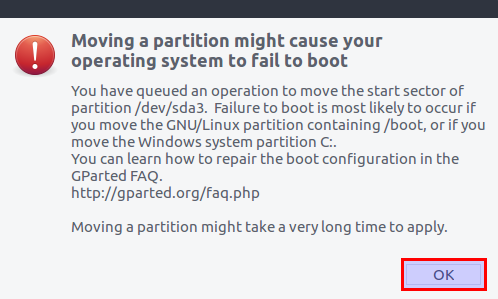 Moving a partition might cause your
operating system to fail to boot
You have queued an operation to move the start sector of
partition /dev/sda3.  Failure to boot is most likely to occur if
you move the GNU/Linux partition containing /boot, or if you
move the Windows system partition C:.
You can learn how to repair the boot configuration in the
GParted FAQ.
http://gparted.org/faq.php
Moving a partition might take a very long time to apply.
OK